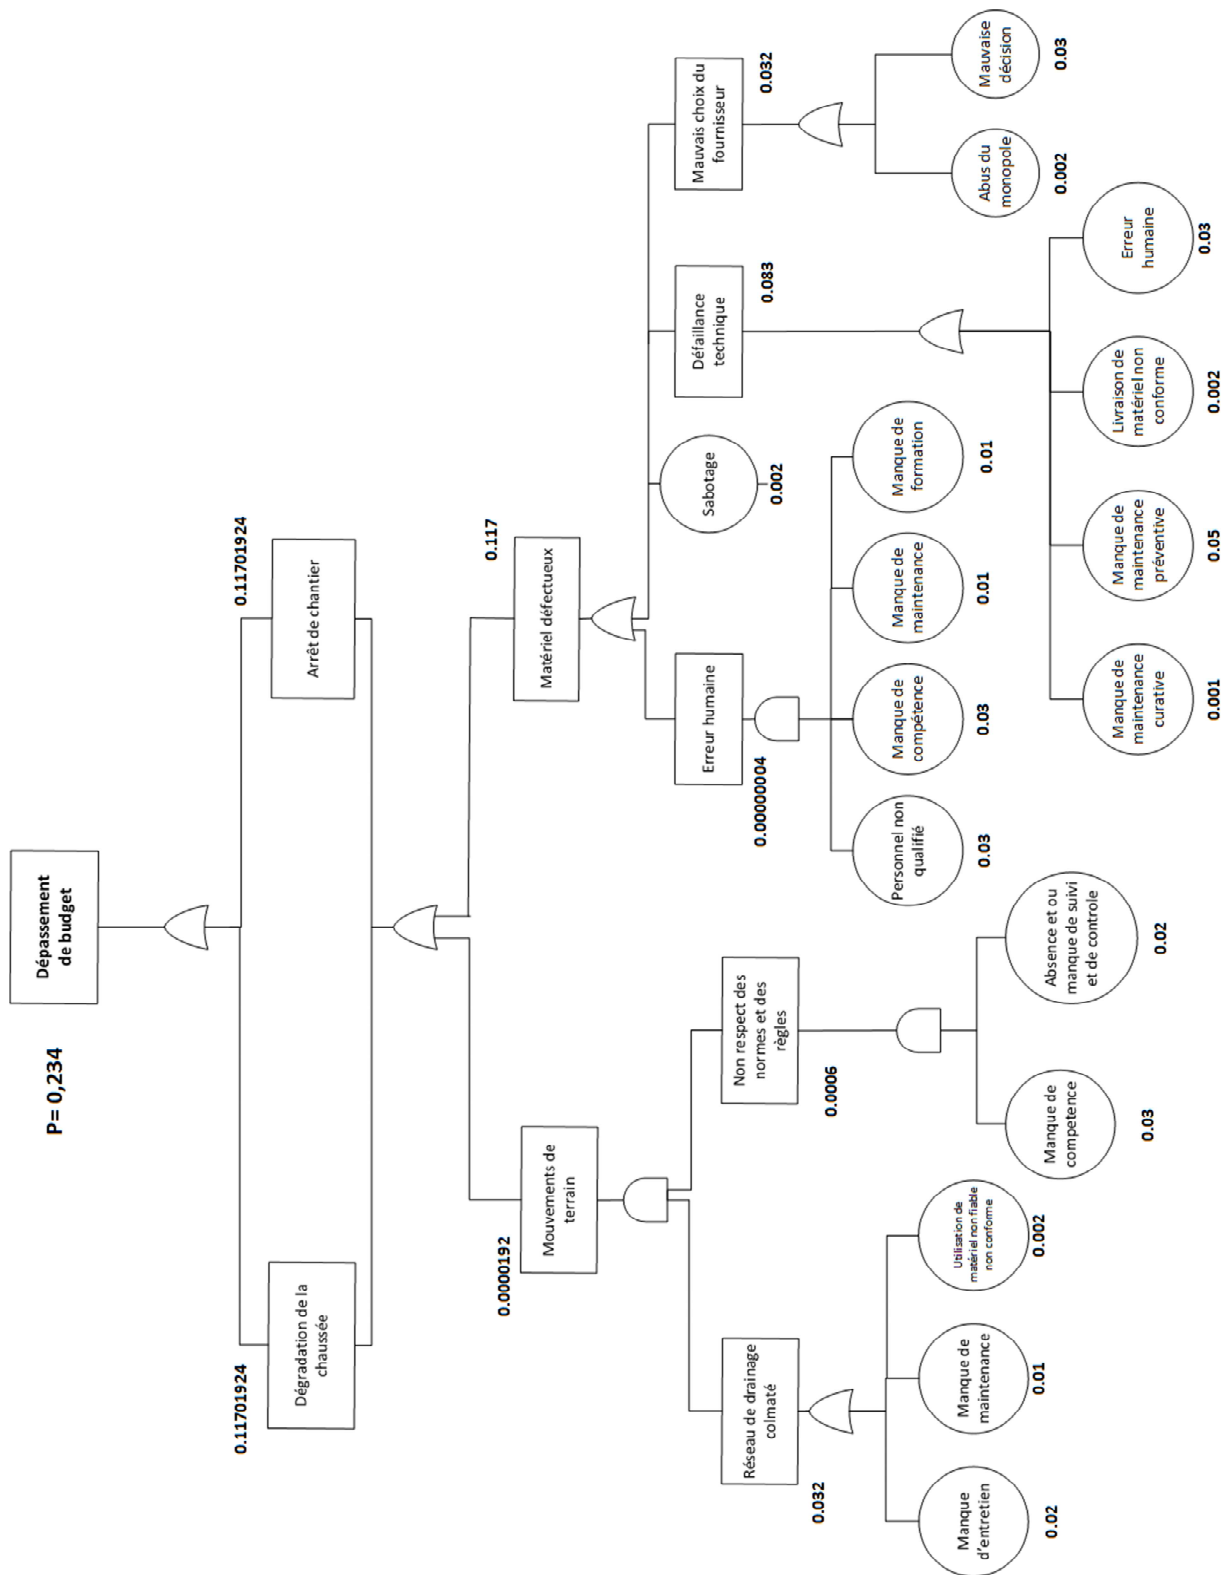 P= 0,234
Dépassement
de budget
0.11701924
Dégradation de la
chaussée
0.11701924
Arrêt de chantier
0.0000192
Mouvements de
terrain
0.117
Matériel défectueux
0.032
Réseau de drainage
colmaté
0.0006
Non respect des
normes et des
règles
0.00000004
Erreur humaine
Sabotage
0.002
Défaillance
technique
0.083
Mauvais choix du
fournisseur
0.032
Manque
d'entretien
0.02
Manque de
maintenance
0.01
Utilisation de
matériel non fiable
non conforme
0.002
Manque de
competence
0.03
Absence et ou
manque de suivi
et de controle
0.02
Personnel non
qualifié
0.03
Manque de
compétence
0.03
Manque de
maintenance
0.01
Manque de
formation
0.01
Abus du
monopole
0.002
Mauvaise
décision
0.03
Manque de
maintenance
curative
0.001
Manque de
maintenance
préventive
0.05
Livraison de
matériel non
conforme
0.002
Erreur
humaine
0.03